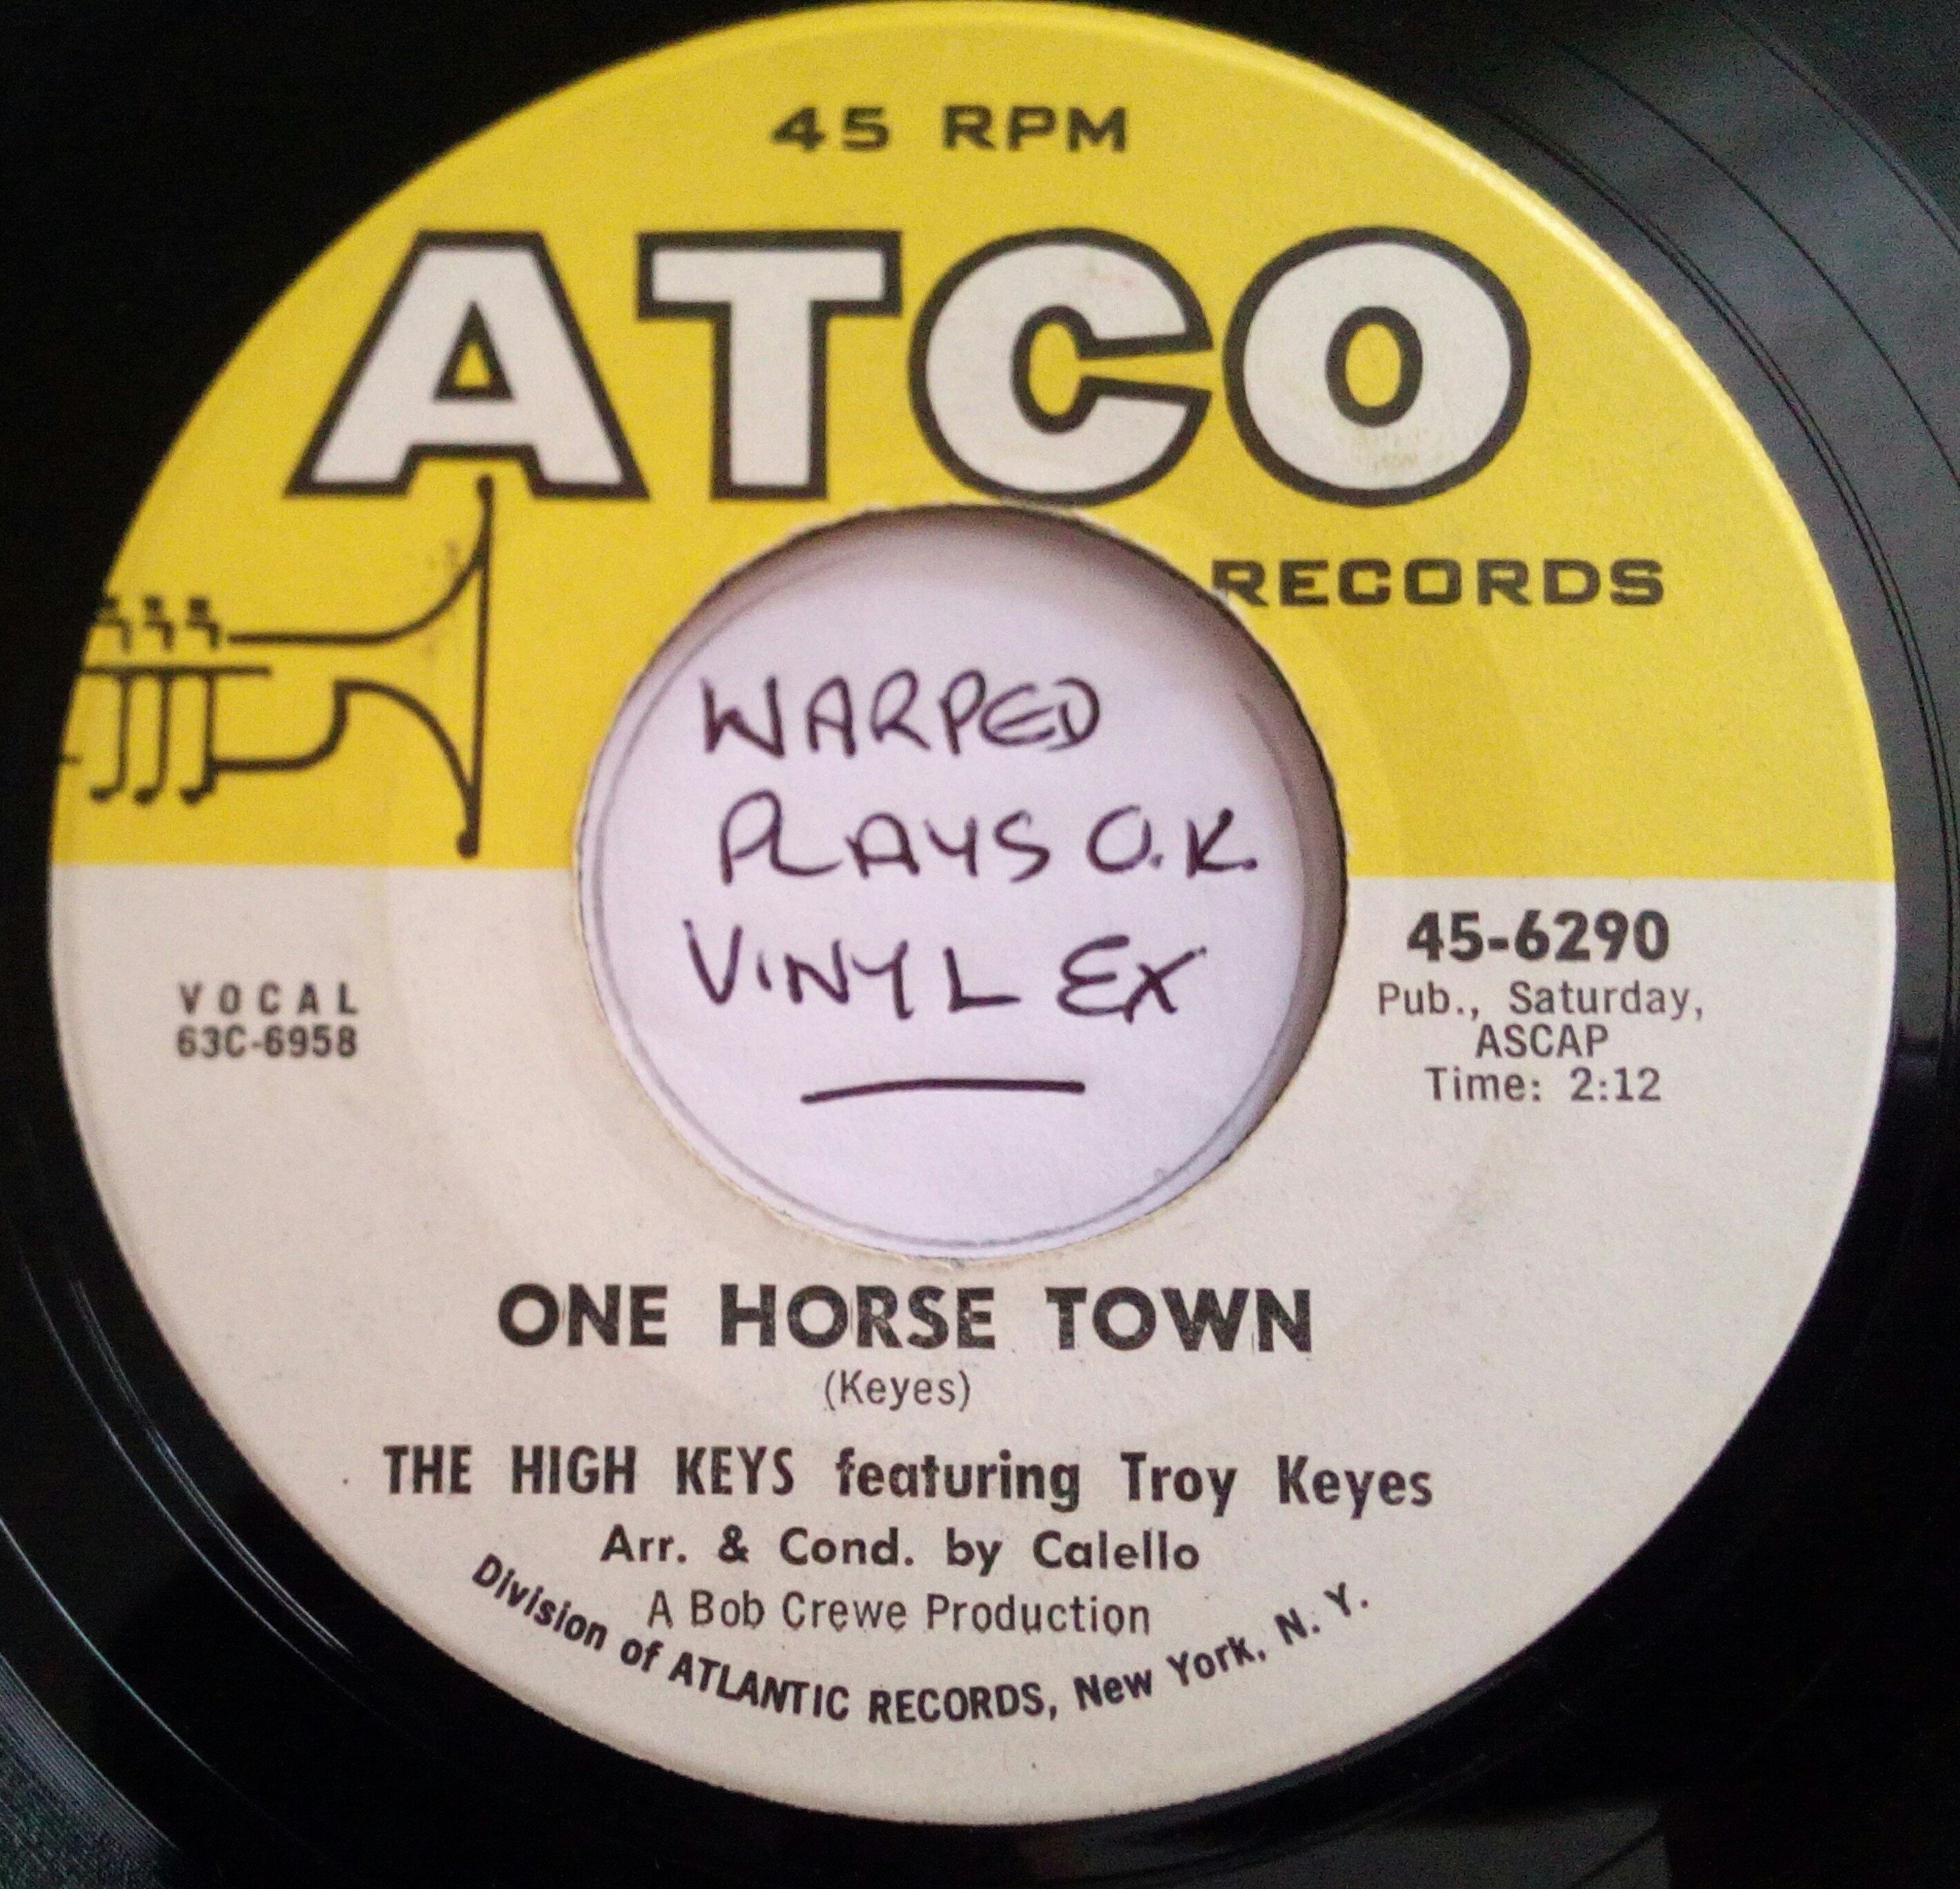 45 RPM
ATCO
RECORDS
WARPED
PLAYS O.K.
VINYL EX
VOCAL
63C-6958
45-6290
Pub., Saturday,
ASCAP
Time: 2:12
ONE HORSE TOWN
(Keyes)
THE HIGH KEYS featuring Troy Keyes
Arr. & Cond. by Calello
A Bob Crewe Production
Division of ATLANTIC RECORDS, New York, N. Y.